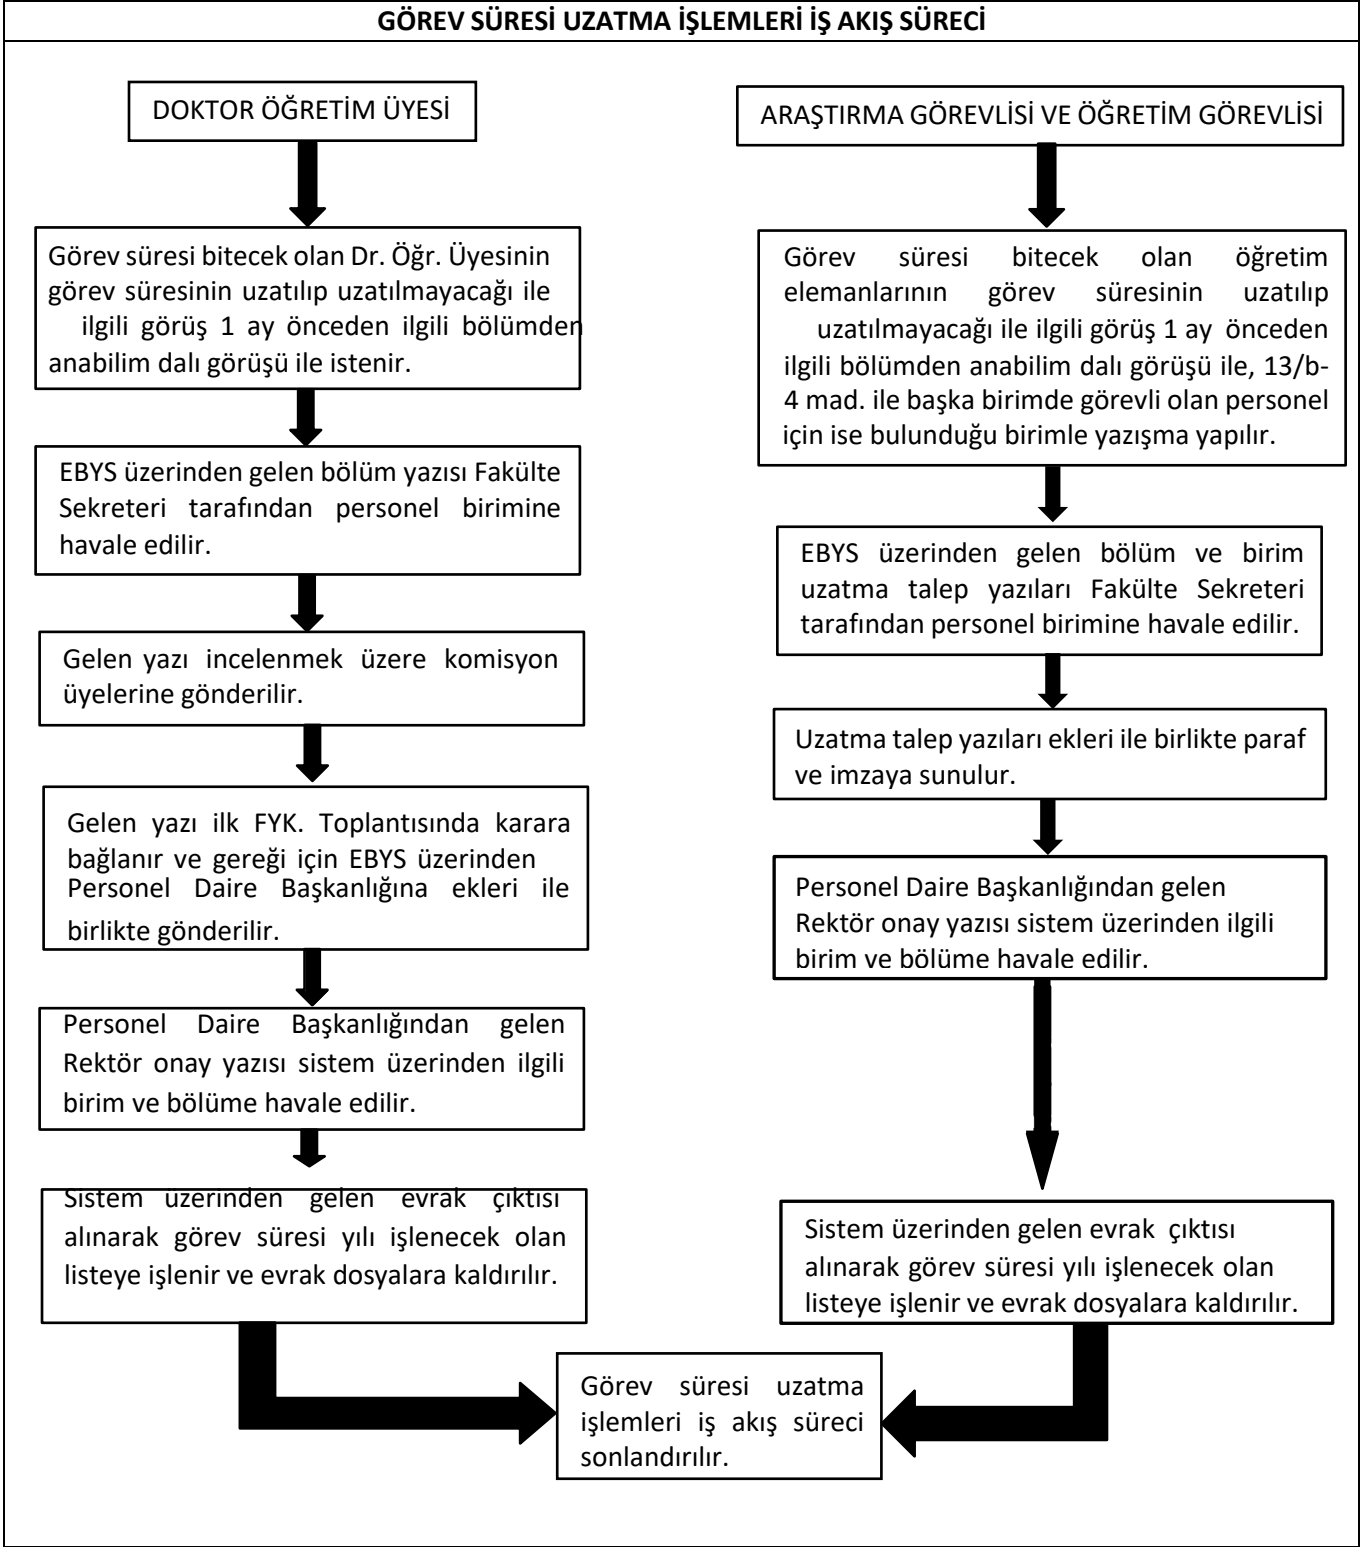 GÖREV SÜRESİ UZATMA İŞLEMLERİ İŞ AKIŞ SÜRECİ
DOKTOR ÖĞRETİM ÜYESİ
Görev süresi bitecek olan Dr. Öğr. Üyesinin
görev süresinin uzatılıp uzatılmayacağı ile
ilgili görüş 1 ay önceden ilgili bölümden
anabilim dalı görüşü ile istenir.
EBYS üzerinden gelen bölüm yazısı Fakülte
Sekreteri tarafından personel birimine
havale edilir.
Gelen yazı incelenmek üzere komisyon
üyelerine gönderilir.
Gelen yazı ilk FYK. Toplantısında karara
bağlanır ve gereği için EBYS üzerinden
Personel Daire Başkanlığına ekleri ile
birlikte gönderilir.
Personel Daire Başkanlığından gelen
Rektör onay yazısı sistem üzerinden ilgili
birim ve bölüme havale edilir.
Sistem üzerinden gelen evrak çıktısı
alınarak görev süresi yılı işlenecek olan
listeye işlenir ve evrak dosyalara kaldırılır.
ARAŞTIRMA GÖREVLİSİ VE ÖĞRETİM GÖREVLİSİ
Görev süresi bitecek olan öğretim
elemanlarının görev süresinin uzatılıp
uzatılmayacağı ile ilgili görüş 1 ay önceden
ilgili bölümden anabilim dalı görüşü ile, 13/b-
4 mad. ile başka birimde görevli olan personel
için ise bulunduğu birimle yazışma yapılır.
EBYS üzerinden gelen bölüm ve birim
uzatma talep yazıları Fakülte Sekreteri
tarafından personel birimine havale edilir.
Uzatma talep yazıları ekleri ile birlikte paraf
ve imzaya sunulur.
Personel Daire Başkanlığından gelen
Rektör onay yazısı sistem üzerinden ilgili
birim ve bölüme havale edilir.
Sistem üzerinden gelen evrak çıktısı
alınarak görev süresi yılı işlenecek olan
listeye işlenir ve evrak dosyalara kaldırılır.
Görev süresi uzatma
işlemleri iş akış süreci
sonlandırılır.